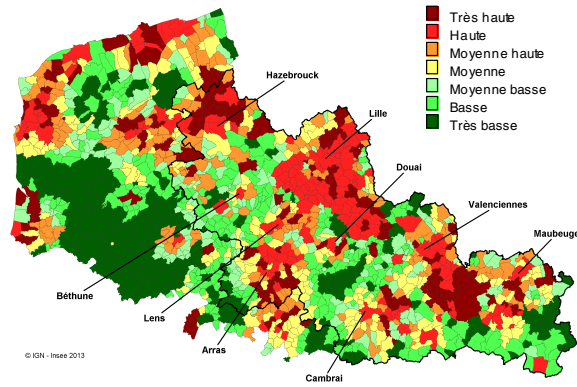 Très haute
Haute
Moyenne haute
Moyenne
Moyenne basse
Basse
Très basse
Hazebrouck
Lille
Douai
Valenciennes
Maubeuge
Béthune
Lens
Arras
Cambrai
© IGN - Insee 2013